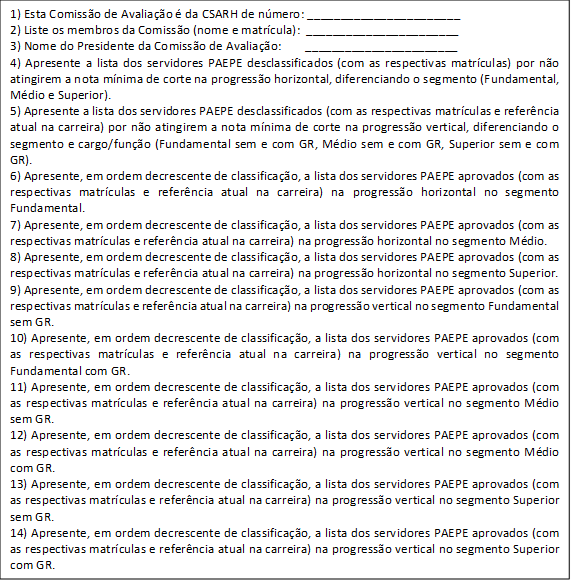 1) Esta Comissão de Avaliação é da CSARH de número: ________________________
2) Liste os membros da Comissão (nome e matrícula): ________________________
3) Nome do Presidente da Comissão de Avaliação: ________________________
4) Apresente a lista dos servidores PAEPE desclassificados (com as respectivas matrículas) por não
atingirem a nota mínima de corte na progressão horizontal, diferenciando o segmento (Fundamental,
Médio e Superior).
5) Apresente a lista dos servidores PAEPE desclassificados (com as respectivas matrículas e referência
atual na carreira) por não atingirem a nota mínima de corte na progressão vertical, diferenciando o
segmento e cargo/função (Fundamental sem e com GR, Médio sem e com GR, Superior sem e com
GR).
6) Apresente, em ordem decrescente de classificação, a lista dos servidores PAEPE aprovados (com as
respectivas matrículas e referência atual na carreira) na progressão horizontal no segmento
Fundamental.
7) Apresente, em ordem decrescente de classificação, a lista dos servidores PAEPE aprovados (com as
respectivas matrículas e referência atual na carreira) na progressão horizontal no segmento Médio.
8) Apresente, em ordem decrescente de classificação, a lista dos servidores PAEPE aprovados (com as
respectivas matrículas e referência atual na carreira) na progressão horizontal no segmento Superior.
9) Apresente, em ordem decrescente de classificação, a lista dos servidores PAEPE aprovados (com as
respectivas matrículas e referência atual na carreira) na progressão vertical no segmento Fundamental
sem GR.
10) Apresente, em ordem decrescente de classificação, a lista dos servidores PAEPE aprovados (com
as respectivas matrículas e referência atual na carreira) na progressão vertical no segmento
Fundamental com GR.
11) Apresente, em ordem decrescente de classificação, a lista dos servidores PAEPE aprovados (com
as respectivas matrículas e referência atual na carreira) na progressão vertical no segmento Médio
sem GR.
12) Apresente, em ordem decrescente de classificação, a lista dos servidores PAEPE aprovados (com
as respectivas matrículas e referência atual na carreira) na progressão vertical no segmento Médio
com GR.
13) Apresente, em ordem decrescente de classificação, a lista dos servidores PAEPE aprovados (com
as respectivas matrículas e referência atual na carreira) na progressão vertical no segmento Superior
sem GR.
14) Apresente, em ordem decrescente de classificação, a lista dos servidores PAEPE aprovados (com
as respectivas matrículas e referência atual na carreira) na progressão vertical no segmento Superior
com GR.